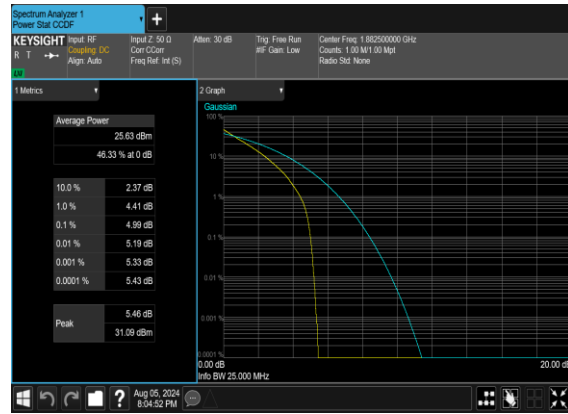 Spectrum Analyzer 1
Power Stat CCDF
KEYSIGHT
R T
LW
Input: RF
Coupling: DC
Align: Auto
Input Z: 50 Ω
Corr CCorr
Freq Ref: Int (S)
Atten: 30 dB
Trig: Free Run
#IF Gain: Low
Center Freq: 1.882500000 GHz
Counts: 1.00 M/1.00 Mpt
Radio Std: None
1 Metrics
Average Power
25.63 dBm
46.33 % at 0 dB
10.0 % 2.37 dB
1.0 % 4.41 dB
0.1 % 4.99 dB
0.01 % 5.19 dB
0.001 % 5.33 dB
0.0001 % 5.43 dB
Peak
5.46 dB
31.09 dBm
2 Graph
Gaussian
100 %
10 %
1 %
0.1 %
0.01 %
0.001 %
0.0001 %
0.00 dB
20.00 dB
Info BW 25.000 MHz
?
Aug 05, 2024
8:04:52 PM